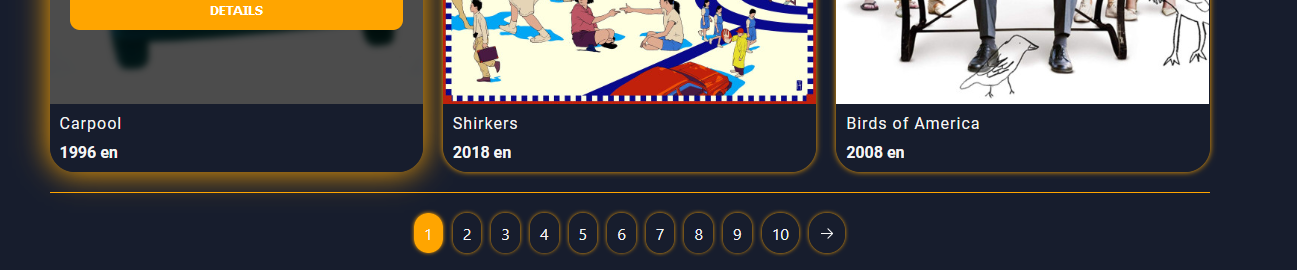 DETAILS
Carpool
1996 en
Shirkers
2018 en
Birds of America
2008 en
1 2 3 4 5 6 7 8 9 10 →